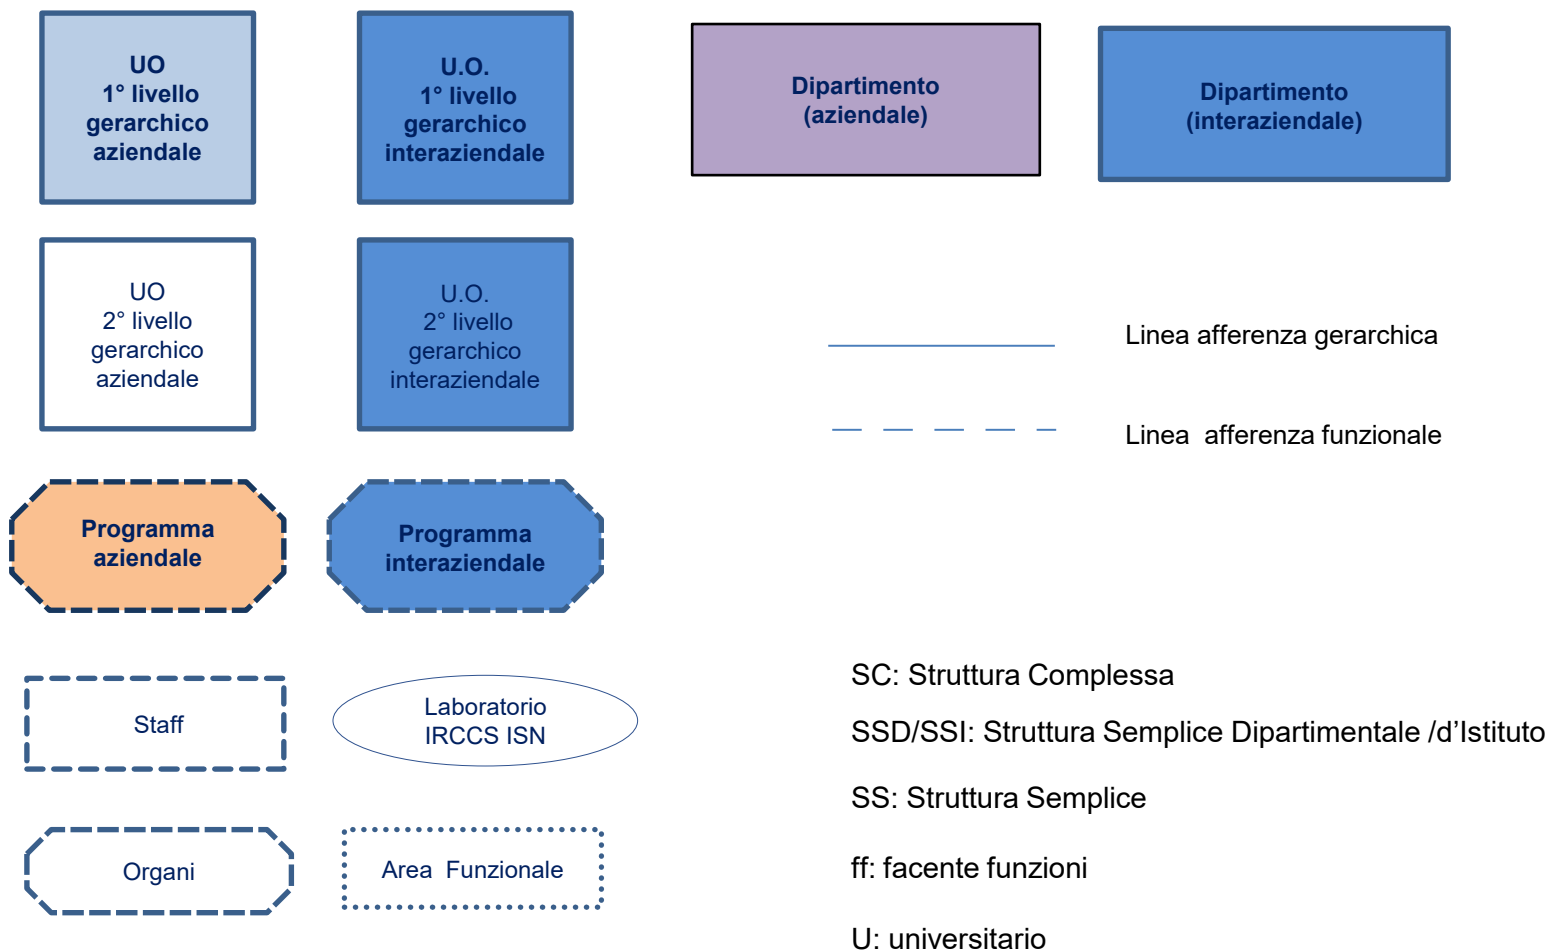 UO
1° livello
gerarchico
aziendale
U.O.
1° livello
gerarchico
interaziendale
Dipartimento
(aziendale)
Dipartimento
(interaziendale)
UO
2° livello
gerarchico
aziendale
U.O.
2° livello
gerarchico
interaziendale
Linea afferenza gerarchica
Linea afferenza funzionale
Programma
aziendale
Programma
interaziendale
Staff
Laboratorio
IRCCS ISN
Organi
Area Funzionale
SC: Struttura Complessa
SSD/SSI: Struttura Semplice Dipartimentale /d’Istituto
SS: Struttura Semplice
ff: facente funzioni
U: universitario